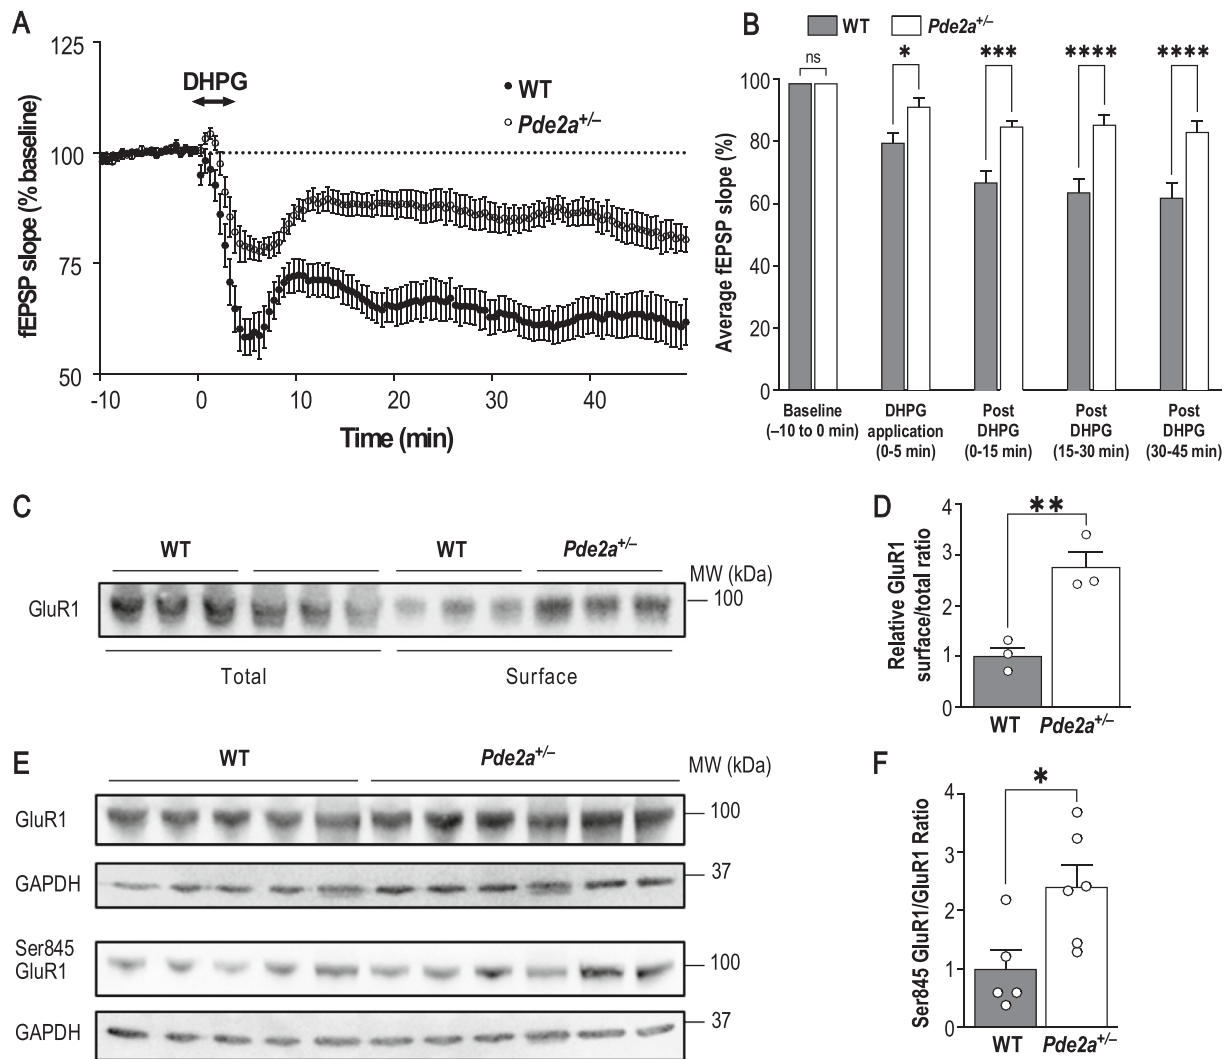 A
125
100
75
50
fEPSP slope (% baseline)
DHPG
WT
Pde2a+/–
-10
0
10
20
30
40
Time (min)
B
WT
Pde2a+/–
ns
*
***
****
****
100
80
60
40
20
0
Average fEPSP slope (%)
Baseline
(–10 to 0 min)
DHPG
application
(0-5 min)
Post
DHPG
(0-15 min)
Post
DHPG
(15-30 min)
Post
DHPG
(30-45 min)
C
WT
WT
Pde2a+/–
MW (kDa)
GluR1
100
Total
Surface
D
**
4
3
2
1
0
Relative GluR1
surface/total ratio
WT
Pde2a+/–
E
WT
Pde2a+/–
MW (kDa)
GluR1
100
GAPDH
37
Ser845
GluR1
100
GAPDH
37
F
*
4
3
2
1
0
Ser845 GluR1/GluR1 Ratio
WT
Pde2a+/–